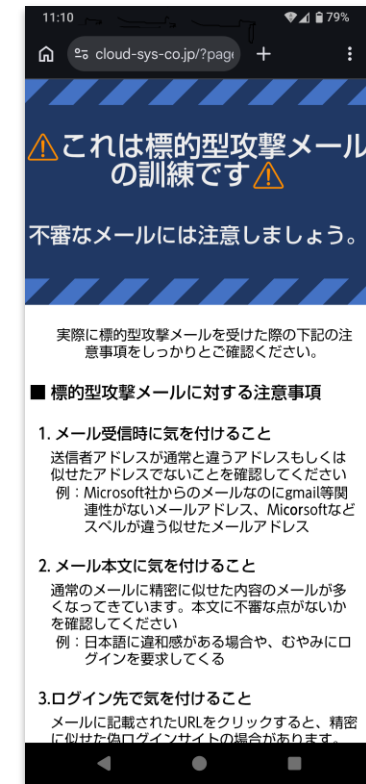 11:10
79%
cloud-sys-co.jp/?page
⚠これは標的型攻撃メール
の訓練です⚠
不審なメールには注意しましょう。
実際に標的型攻撃メールを受けた際の下記の注
意事項をしっかりとご確認ください。
■ 標的型攻撃メールに対する注意事項
1. メール受信時に気を付けること
送信者アドレスが通常と違うアドレスもしくは
似せたアドレスでないことを確認してください
例：Microsoft社からのメールなのにgmail等関
連性がないメールアドレス、Micorsoftなど
スペルが違う似せたメールアドレス
2. メール本文に気を付けること
通常のメールに精密に似せた内容のメールが多
くなってきています。本文に不審な点がないか
を確認してください
例：日本語に違和感がある場合や、むやみにロ
グインを要求してくる
3.ログイン先で気を付けること
メールに記載されたURLをクリックすると、精密
に似せた偽ログインサイトの場合があります。